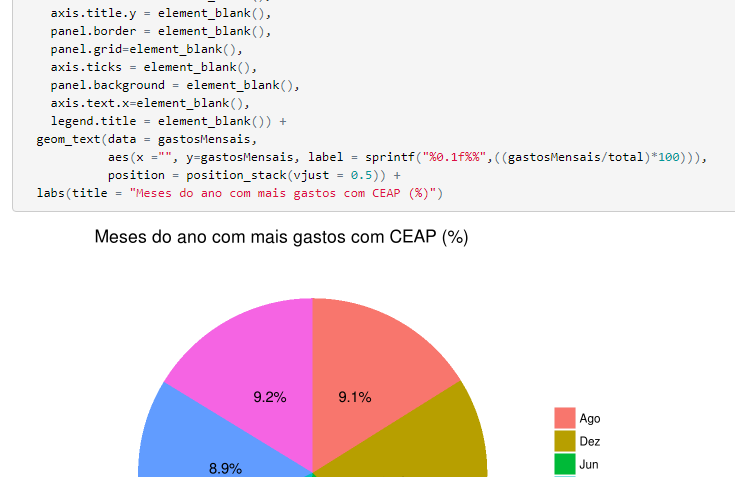 axis.title.y = element_blank(),
panel.border = element_blank(),
panel.grid=element_blank(),
axis.ticks = element_blank(),
panel.background = element_blank(),
axis.text.x=element_blank(),
legend.title = element_blank()) +
geom_text(data = gastosMensais,
aes(x ="", y=gastosMensais, label = sprintf("%0.1f%%",((gastosMensais/total)*100))),
position = position_stack(vjust = 0.5)) +
labs(title = "Meses do ano com mais gastos com CEAP (%)")
Meses do ano com mais gastos com CEAP (%)
9.2%
9.1%
8.9%
Ago
Dez
Jun